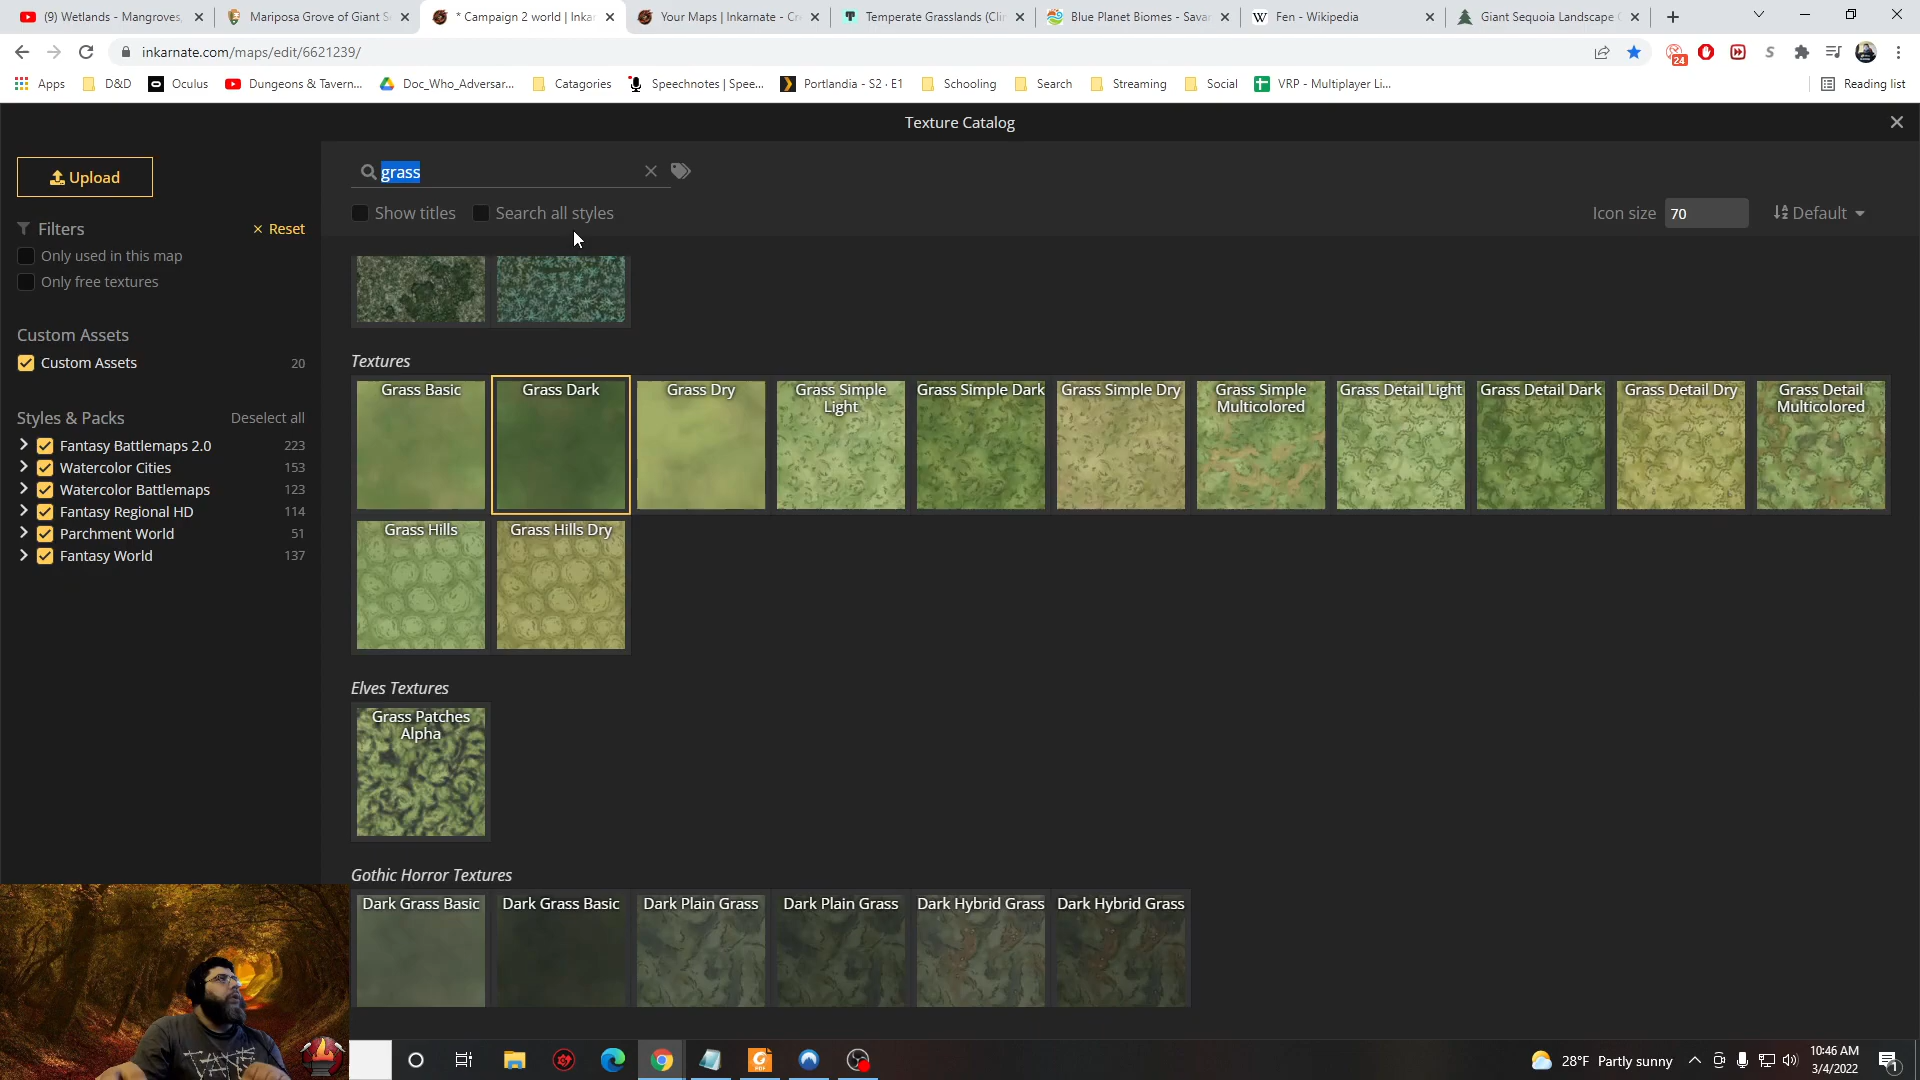 (9) Wetlands - Mangroves,
Mariposa Grove of Giant S
* Campaign 2 world | Inkar
Your Maps | Inkarnate - Cr
Temperate Grasslands (Cli
Blue Planet Biomes - Sava
Fen - Wikipedia
Giant Sequoia Landscape
inkarnate.com/maps/edit/6621239/
24
Apps
D&D
Oculus
Dungeons & Tavern...
Doc_Who_Adversar...
Catagories
Speechnotes | Spee...
Portlandia - S2 · E1
Schooling
Search
Streaming
Social
VRP - Multiplayer Li...
Reading list
Texture Catalog
Upload
Filters
× Reset
Only used in this map
Only free textures
Custom Assets
Custom Assets 20
Styles & Packs
Deselect all
Fantasy Battlemaps 2.0 223
Watercolor Cities 153
Watercolor Battlemaps 123
Fantasy Regional HD 114
Parchment World 51
Fantasy World 137
grass
Show titles
Search all styles
Icon size 70
Default
Textures
Grass Basic
Grass Dark
Grass Dry
Grass Simple
Light
Grass Simple Dark
Grass Simple Dry
Grass Simple
Multicolored
Grass Detail Light
Grass Detail Dark
Grass Detail Dry
Grass Detail
Multicolored
Grass Hills
Grass Hills Dry
Elves Textures
Grass Patches
Alpha
Gothic Horror Textures
Dark Grass Basic
Dark Grass Basic
Dark Plain Grass
Dark Plain Grass
Dark Hybrid Grass
Dark Hybrid Grass
28°F Partly sunny
10:46 AM
3/4/2022
1